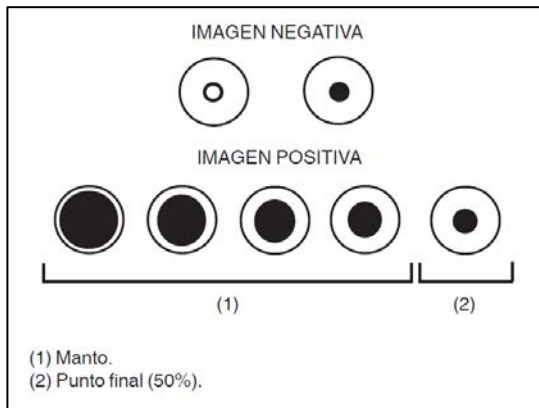 IMAGEN NEGATIVA
IMAGEN POSITIVA
(1) (2)
(1) Manto.
(2) Punto final (50%).